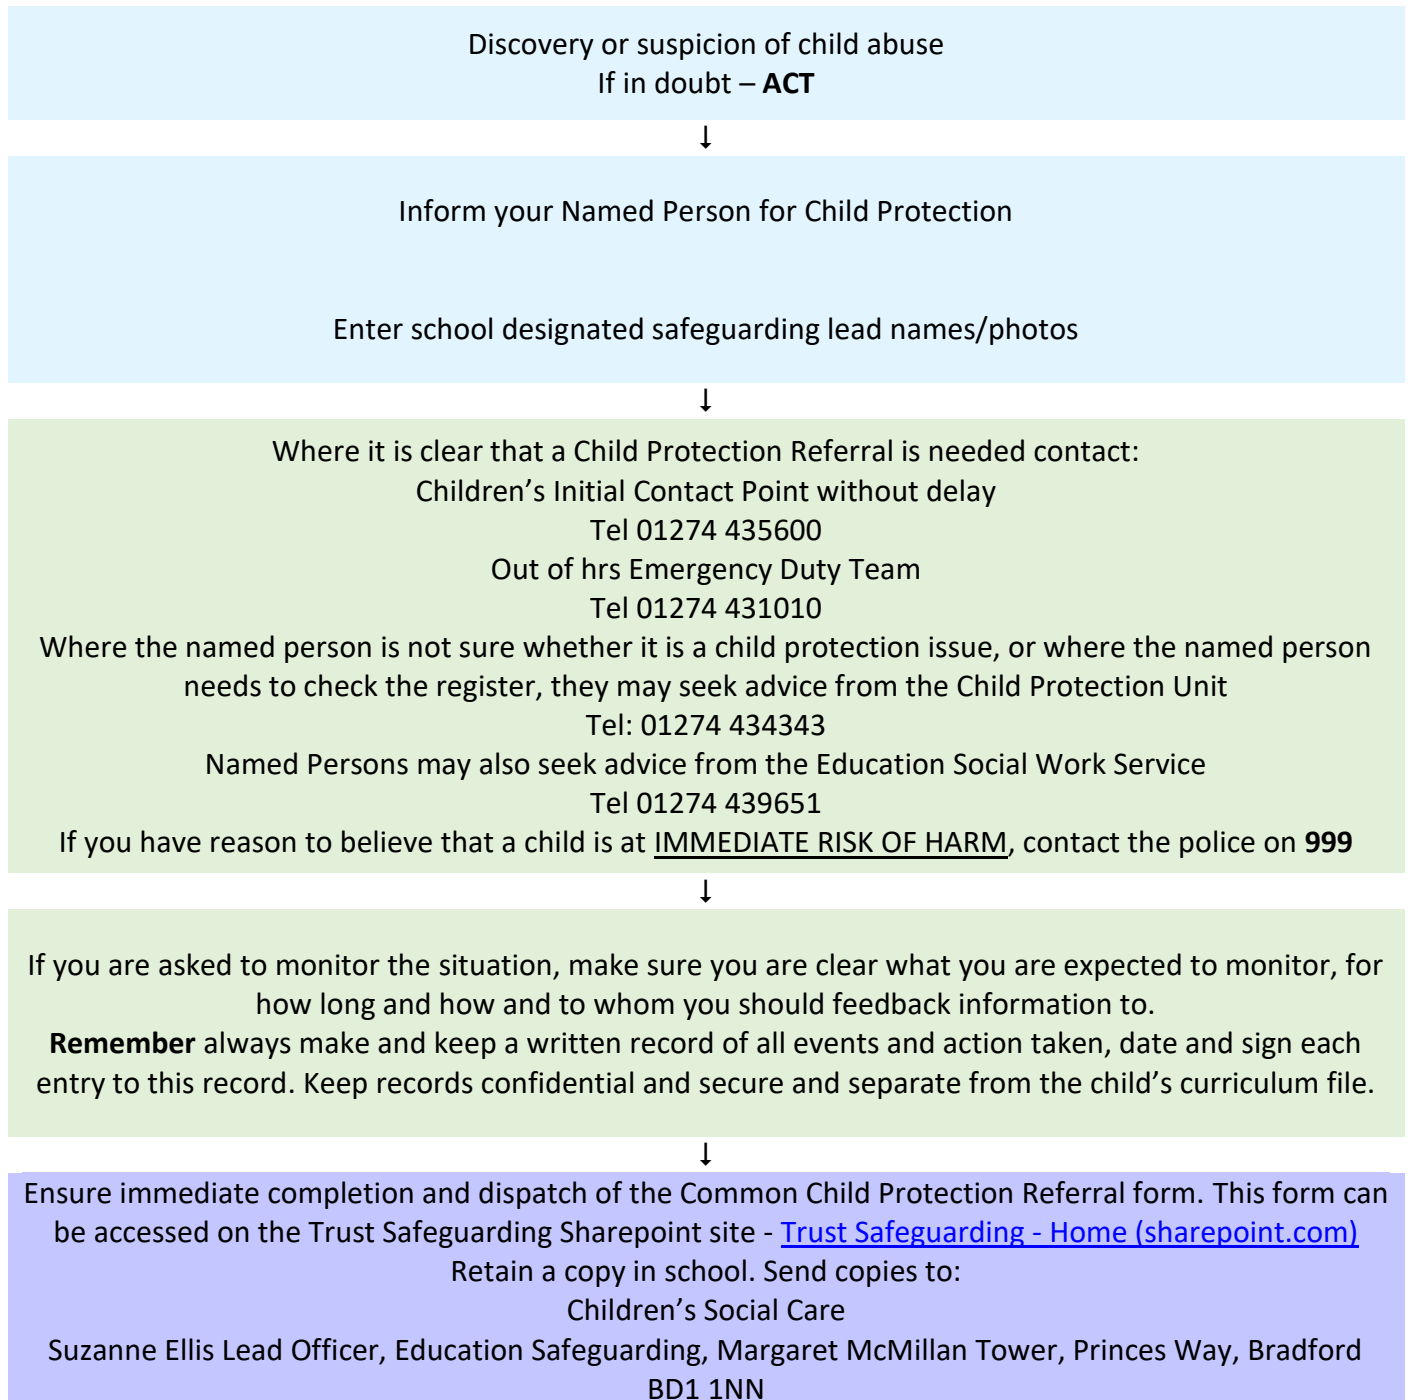 Discovery or suspicion of child abuse
If in doubt – ACT
↓
Inform your Named Person for Child Protection
Enter school designated safeguarding lead names/photos
↓
Where it is clear that a Child Protection Referral is needed contact:
Children’s Initial Contact Point without delay
Tel 01274 435600
Out of hrs Emergency Duty Team
Tel 01274 431010
Where the named person is not sure whether it is a child protection issue, or where the named person
needs to check the register, they may seek advice from the Child Protection Unit
Tel: 01274 434343
Named Persons may also seek advice from the Education Social Work Service
Tel 01274 439651
If you have reason to believe that a child is at IMMEDIATE RISK OF HARM, contact the police on 999
↓
If you are asked to monitor the situation, make sure you are clear what you are expected to monitor, for
how long and how and to whom you should feedback information to.
Remember always make and keep a written record of all events and action taken, date and sign each
entry to this record. Keep records confidential and secure and separate from the child’s curriculum file.
↓
Ensure immediate completion and dispatch of the Common Child Protection Referral form. This form can
be accessed on the Trust Safeguarding Sharepoint site - Trust Safeguarding - Home (sharepoint.com)
Retain a copy in school. Send copies to:
Children’s Social Care
Suzanne Ellis Lead Officer, Education Safeguarding, Margaret McMillan Tower, Princes Way, Bradford
BD1 1NN